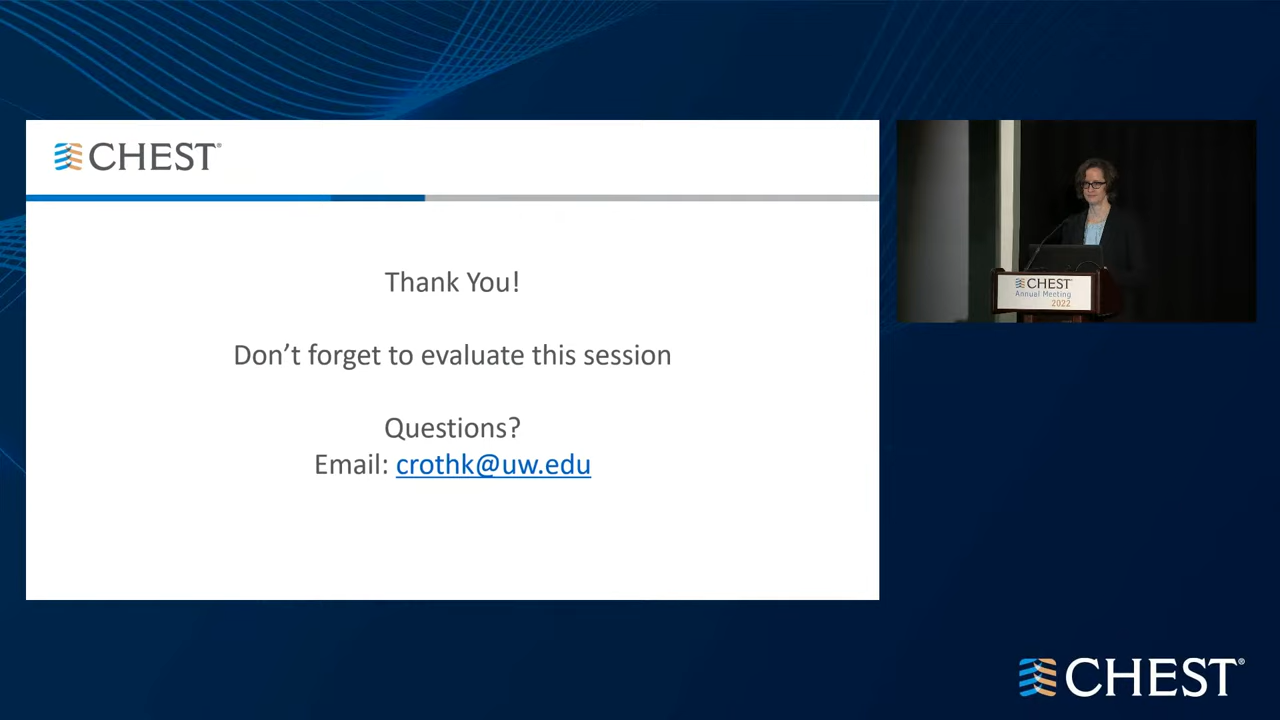 CHEST®
Thank You!
Don't forget to evaluate this session
Questions?
Email: crothk@uw.edu
CHEST
Annual Meeting
2022
CHEST®